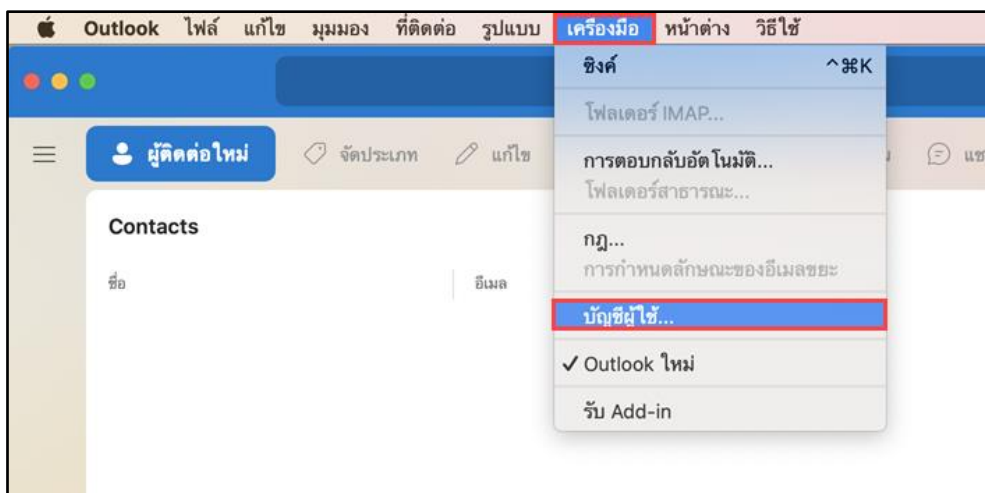 Outlook ไฟล์ แก้ไข มุมมอง ที่ติดต่อ รูปแบบ เครื่องมือ หน้าต่าง วิธีใช้
ซิงค์ ^⌘K
โฟลเดอร์ IMAP...
ผู้ติดต่อใหม่ จัดประเภท แก้ไข
การตอบกลับอัตโนมัติ...
โฟลเดอร์สาธารณะ...
Contacts
กฎ...
การกำหนดลักษณะของอีเมลขยะ
ชื่อ อีเมล
บัญชีผู้ใช้...
✓ Outlook ใหม่
รับ Add-in